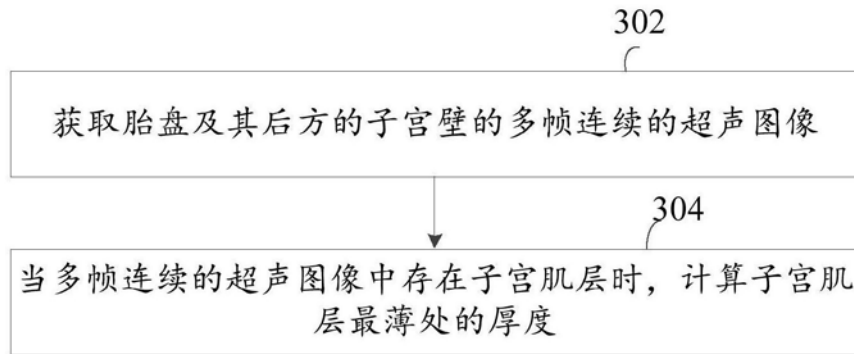 302
获取胎盘及其后方的子宫壁的多帧连续的超声图像
304
当多帧连续的超声图像中存在子宫肌层时，计算子宫肌
层最薄处的厚度